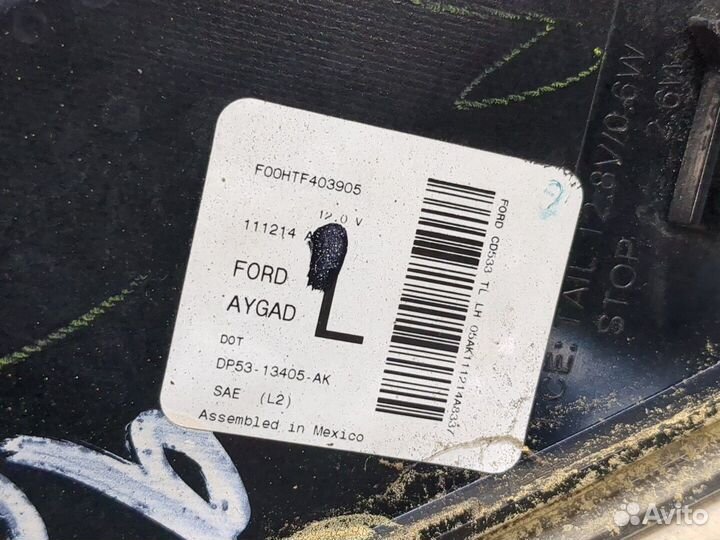 F00HTF403905
12.0 V
111214 A
FORD
AYGAD
L
DOT
DP53-13405-AK
SAE (L2)
Assembled in Mexico
FORD CD533 TL LH 05AK111214A8337
STOP
Avito